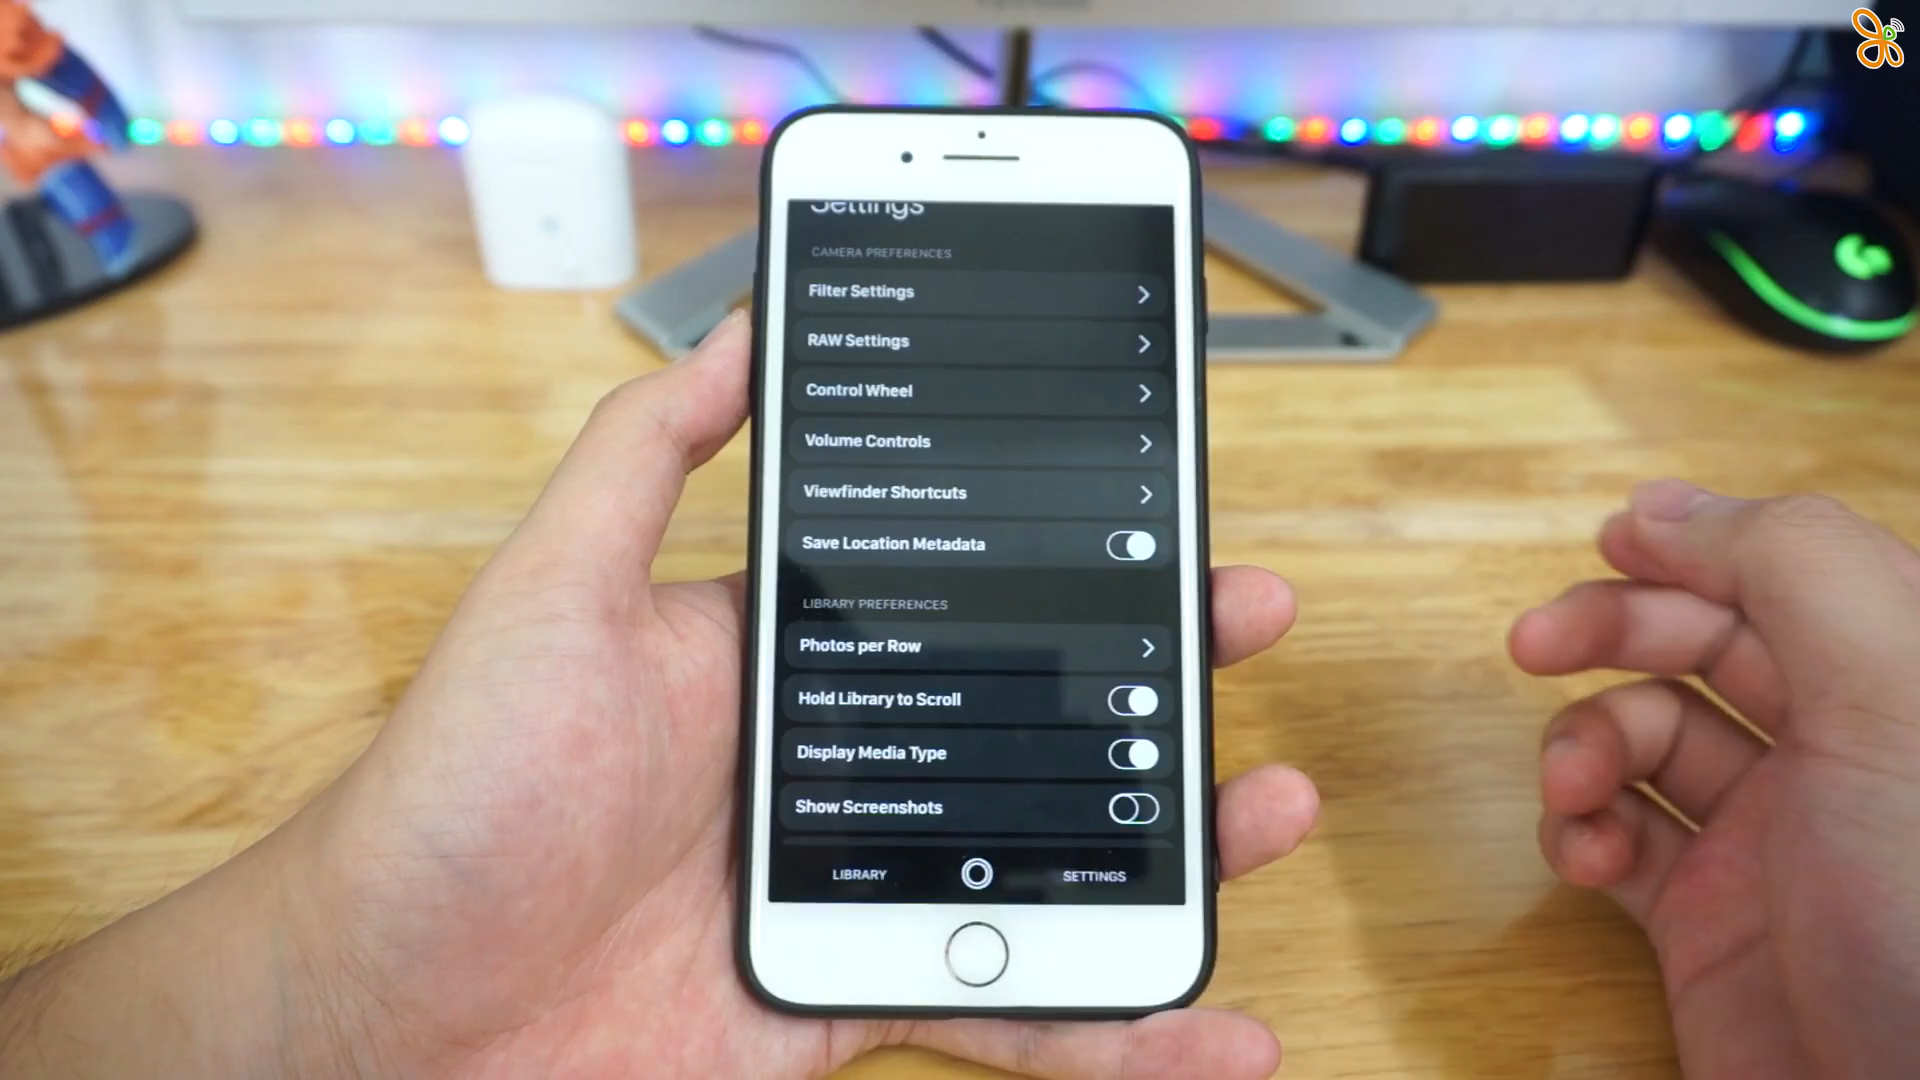 Settings
CAMERA PREFERENCES
Filter Settings
RAW Settings
Control Wheel
Volume Controls
Viewfinder Shortcuts
Save Location Metadata
LIBRARY PREFERENCES
Photos per Row
Hold Library to Scroll
Display Media Type
Show Screenshots
LIBRARY
SETTINGS